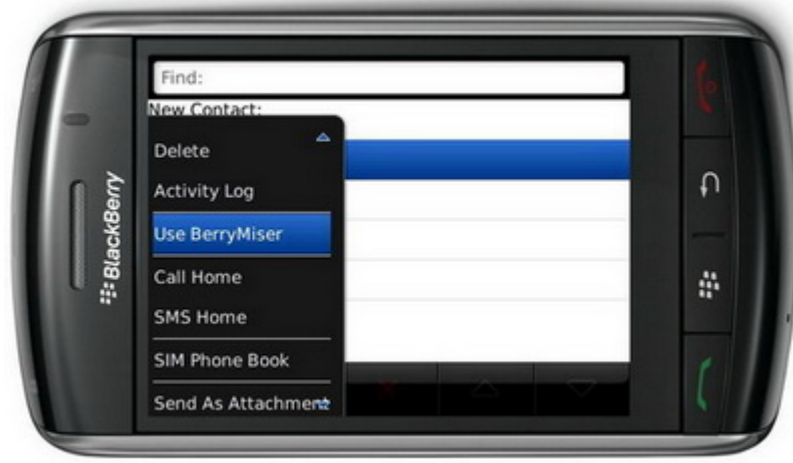 BlackBerry
Find:
New Contact:
Delete
Activity Log
Use BerryMiser
Call Home
SMS Home
SIM Phone Book
Send As Attachment